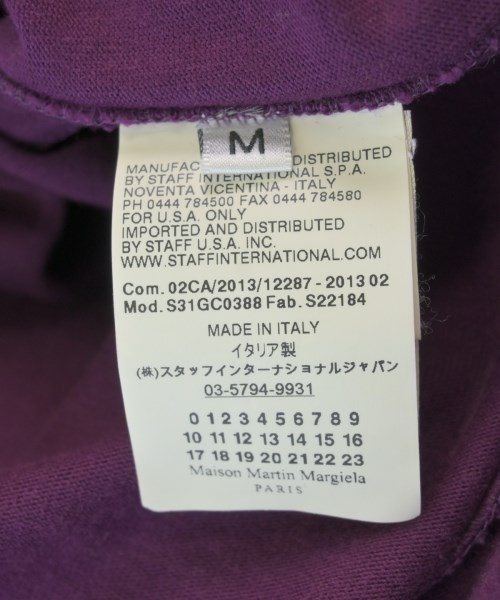 M
MANUFAC DISTRIBUTED
BY STAFF INTERNATIONAL S.P.A.
NOVENTA VICENTINA - ITALY
PH 0444 784500 FAX 0444 784580
FOR U.S.A. ONLY
IMPORTED AND DISTRIBUTED
BY STAFF U.S.A. INC.
WWW.STAFFINTERNATIONAL.COM
Com. 02CA/2013/12287 - 2013 02
Mod. S31GC0388 Fab. S22184
MADE IN ITALY
イタリア製
(株)スタッフインターナショナルジャパン
03-5794-9931
0 1 2 3 4 5 6 7 8 9
10 11 12 13 14 15 16
17 18 19 20 21 22 23
Maison Martin Margiela
PARIS